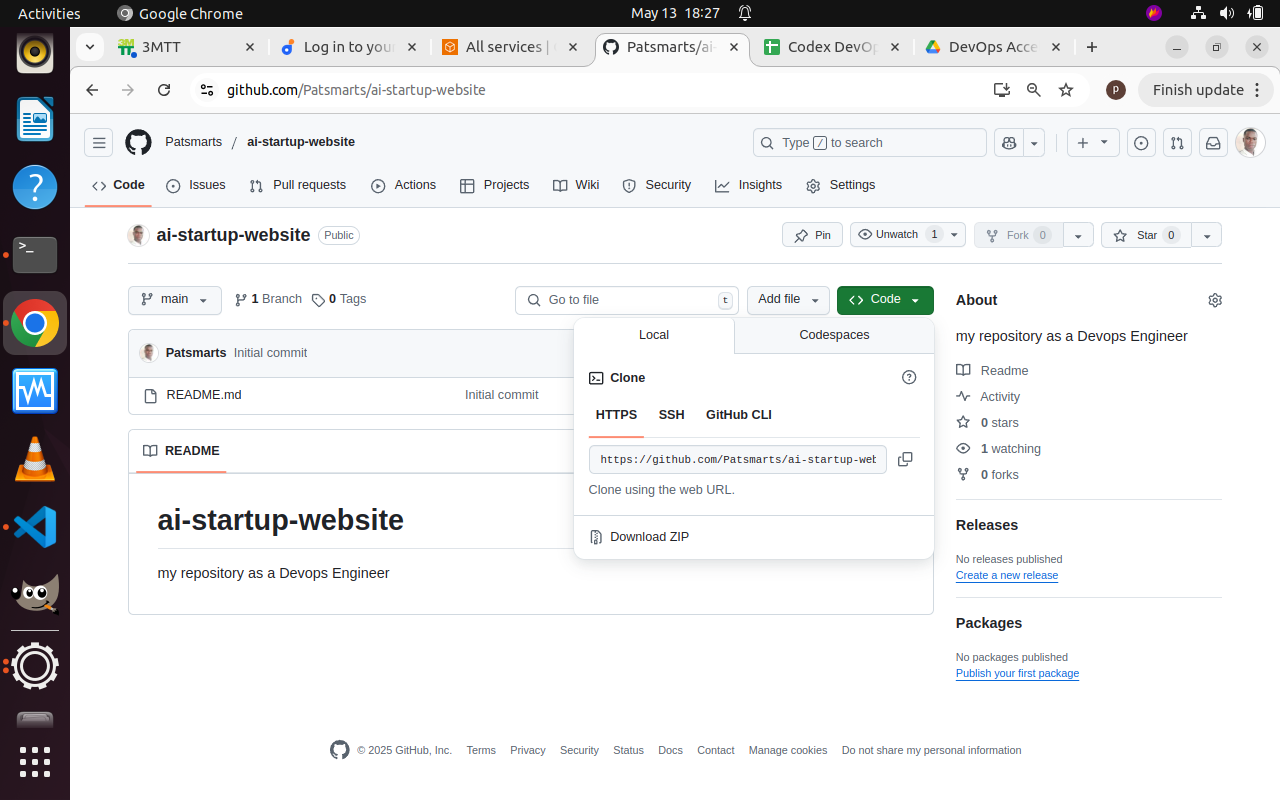 Activities
Google Chrome
May 13 18:27
3MTT
Log in to your
All services |
Patsmarts/ai-
Codex DevOp
DevOps Acce
github.com/Patsmarts/ai-startup-website
p
Finish update
Patsmarts / ai-startup-website
Type / to search
Code
Issues
Pull requests
Actions
Projects
Wiki
Security
Insights
Settings
ai-startup-website
Public
Pin
Unwatch 1
Fork 0
Star 0
main
1 Branch
0 Tags
Go to file
t
Add file
Code
Local
Codespaces
Clone
HTTPS
SSH
GitHub CLI
https://github.com/Patsmarts/ai-startup-web
Clone using the web URL.
Download ZIP
Patsmarts Initial commit
README.md
Initial commit
README
ai-startup-website
my repository as a Devops Engineer
About
my repository as a Devops Engineer
Readme
Activity
0 stars
1 watching
0 forks
Releases
No releases published
Create a new release
Packages
No packages published
Publish your first package
© 2025 GitHub, Inc.
Terms
Privacy
Security
Status
Docs
Contact
Manage cookies
Do not share my personal information